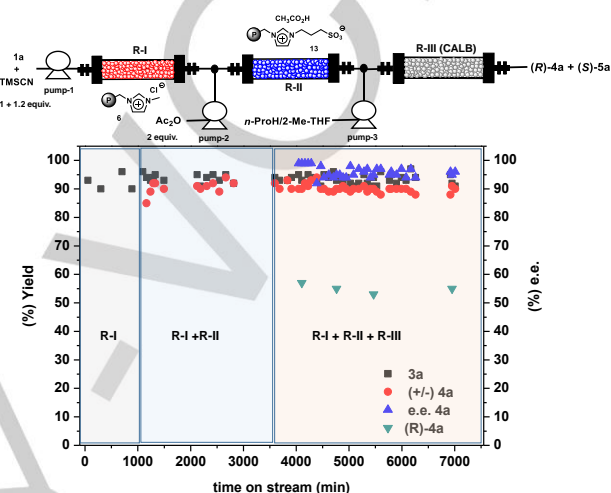 CH₃CO₂H
P
N
N
SO₃⊖
13
1a
+
TMSCN
1 + 1.2 equiv.
pump-1
R-I
P
N
N
Cl⊖
6
Ac₂O
2 equiv.
pump-2
R-II
n-ProH/2-Me-THF
pump-3
R-III (CALB)
(R)-4a + (S)-5a
(%) Yield
100
90
80
70
60
50
40
30
20
10
0
R-I
R-I +R-II
R-I + R-II + R-III
3a
(+/-) 4a
e.e. 4a
(R)-4a
100
90
80
70
60
50
40
30
20
10
0
(%) e.e.
0 1000 2000 3000 4000 5000 6000 7000
time on stream (min)